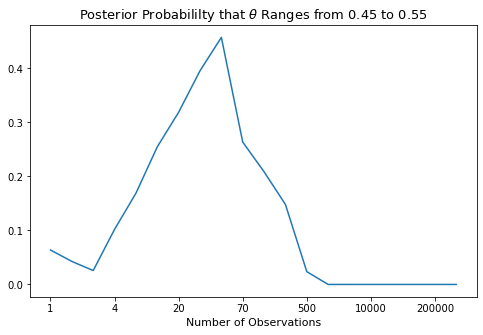 Posterior Probabililty that θ Ranges from 0.45 to 0.55
0.4
0.3
0.2
0.1
0.0
1 4 20 70 500 10000 200000
Number of Observations